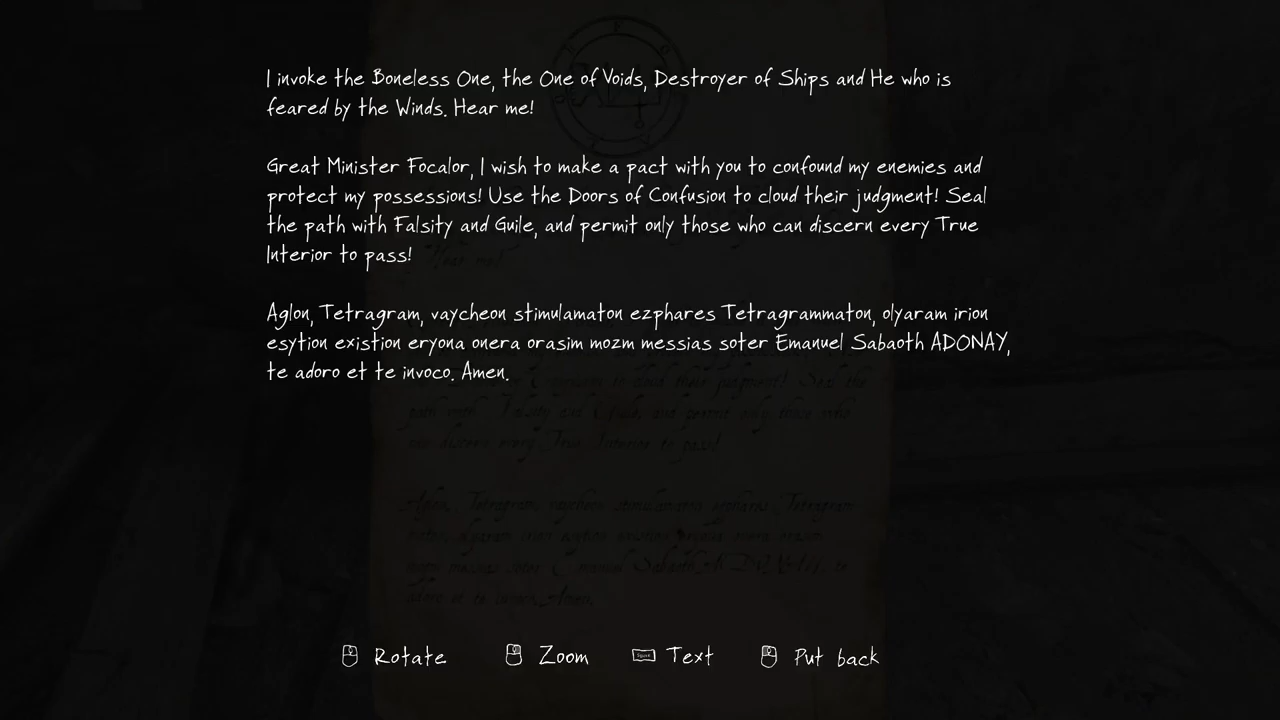 I invoke the Boneless One, the One of Voids, Destroyer of Ships and He who is
feared by the Winds. Hear me!
Great Minister Focalor, I wish to make a pact with you to confound my enemies and
protect my possessions! Use the Doors of Confusion to cloud their judgment! Seal
the path with Falsity and Guile, and permit only those who can discern every True
Interior to pass!
Aglon, Tetragram, vaycheon stimulamaton ezphares Tetragrammaton, olyaram irion
esytion existion eryona onera orasim mozm messias soter Emanuel Sabaoth ADONAY,
te adoro et te invoco. Amen.
Rotate Zoom Text Put back